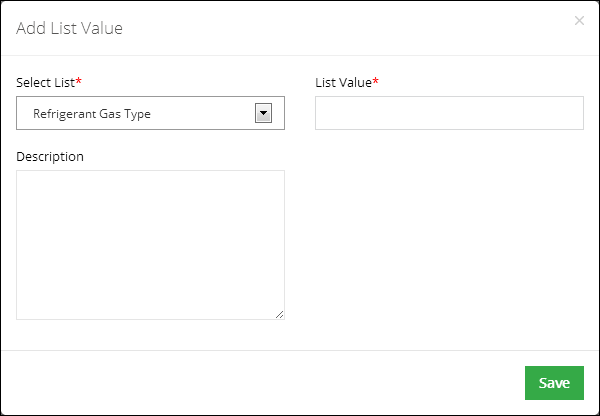 Add List Value
×
Select List*
List Value*
Refrigerant Gas Type
Description
Save